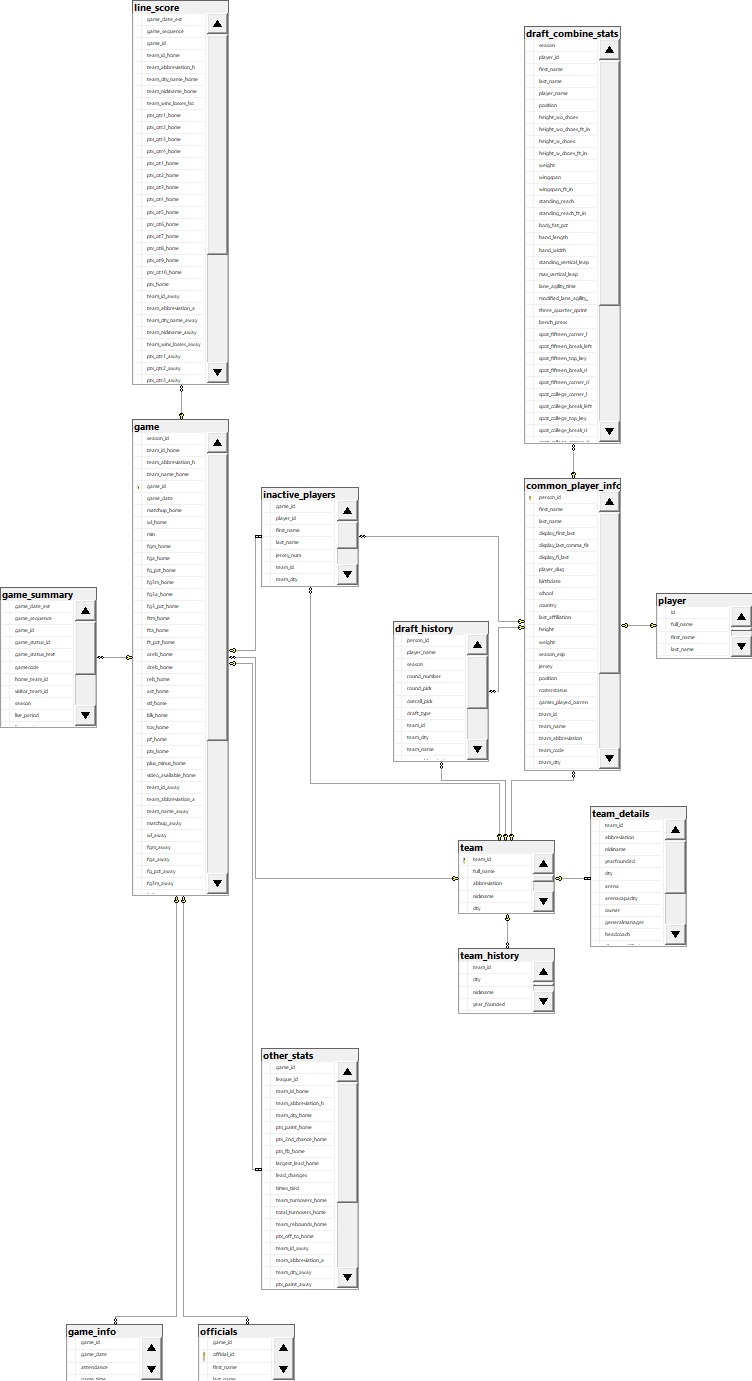 line_score
game_date_est
game_sequence
game_id
team_id_home
team_abbreviation_h
team_city_name_home
team_nickname_home
team_wins_losses_ho
pts_qtr1_home
pts_qtr2_home
pts_qtr3_home
pts_qtr4_home
pts_ot1_home
pts_ot2_home
pts_ot3_home
pts_ot4_home
pts_ot5_home
pts_ot6_home
pts_ot7_home
pts_ot8_home
pts_ot9_home
pts_ot10_home
pts_home
team_id_away
team_abbreviation_a
team_city_name_away
team_nickname_away
team_wins_losses_away
pts_qtr1_away
pts_qtr2_away
pts_qtr3_away
draft_combine_stats
season
player_id
first_name
last_name
player_name
position
height_wo_shoes
height_wo_shoes_ft_in
height_w_shoes
height_w_shoes_ft_in
weight
wingspan
wingspan_ft_in
standing_reach
standing_reach_ft_in
body_fat_pct
hand_length
hand_width
standing_vertical_leap
max_vertical_leap
lane_agility_time
modified_lane_agility_
three_quarter_sprint
bench_press
spot_fifteen_corner_l
spot_fifteen_break_left
spot_fifteen_top_key
spot_fifteen_break_ri
spot_fifteen_corner_ri
spot_college_corner_l
spot_college_break_left
spot_college_top_key
spot_college_break_ri
game
season_id
team_id_home
team_abbreviation_h
team_name_home
game_id
game_date
matchup_home
wl_home
min
fgm_home
fga_home
fg_pct_home
fg3m_home
fg3a_home
fg3_pct_home
ftm_home
fta_home
ft_pct_home
oreb_home
dreb_home
reb_home
ast_home
stl_home
blk_home
tov_home
pf_home
pts_home
plus_minus_home
video_available_home
team_id_away
team_abbreviation_a
team_name_away
matchup_away
wl_away
fgm_away
fga_away
fg_pct_away
fg3m_away
inactive_players
game_id
player_id
first_name
last_name
jersey_num
team_id
team_city
common_player_info
person_id
first_name
last_name
display_first_last
display_last_comma_fir
display_fi_last
player_slug
birthdate
school
country
last_affiliation
height
weight
season_exp
jersey
position
rosterstatus
games_played_curren
team_id
team_name
team_abbreviation
team_code
team_city
game_summary
game_date_est
game_sequence
game_id
game_status_id
game_status_text
gamecode
home_team_id
visitor_team_id
season
live_period
draft_history
person_id
player_name
season
round_number
round_pick
overall_pick
draft_type
team_id
team_city
team_name
player
id
full_name
first_name
last_name
team
team_id
full_name
abbreviation
nickname
city
team_details
team_id
abbreviation
nickname
yearfounded
city
arena
arenacapacity
owner
generalmanager
headcoach
team_history
team_id
city
nickname
year_founded
other_stats
game_id
league_id
team_id_home
team_abbreviation_h
team_city_home
pts_paint_home
pts_2nd_chance_home
pts_fb_home
largest_lead_home
lead_changes
times_tied
team_turnovers_home
total_turnovers_home
team_rebounds_home
pts_off_to_home
team_id_away
team_abbreviation_a
team_city_away
pts_paint_away
game_info
game_id
game_date
attendance
game_time
officials
game_id
official_id
first_name
last_name